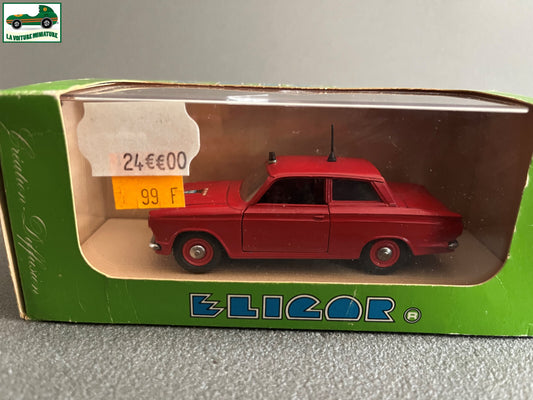 LA VOITURE MINIATURE
24€€00
99 F
Création-Diffusion
ELIGOR
R